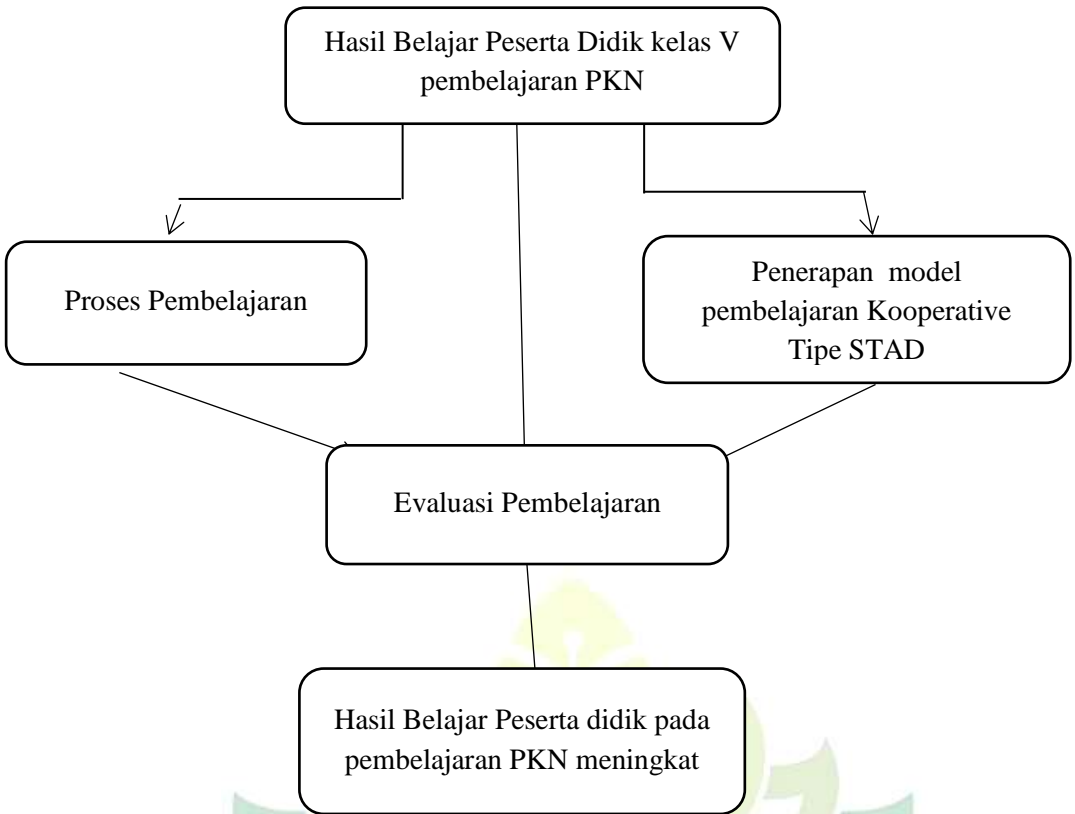 Hasil Belajar Peserta Didik kelas V
pembelajaran PKN
Proses Pembelajaran
Penerapan model
pembelajaran Kooperative
Tipe STAD
Evaluasi Pembelajaran
Hasil Belajar Peserta didik pada
pembelajaran PKN meningkat